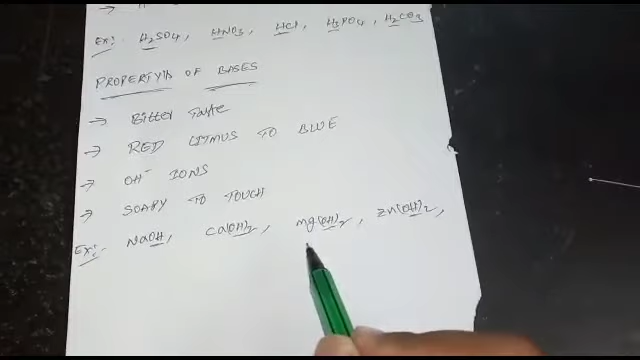 Ex:- H₂SO₄, HNO₃, HCl, H₃PO₄, H₂CO₃
PROPERTYIS OF BASES
→ Bitter Taste
→ RED LITMUS TO BLUE
→ OH⁻ IONS
→ SOAPY TO TOUCH
Ex:- NaOH, Ca(OH)₂, Mg(OH)₂, Zn(OH)₂,